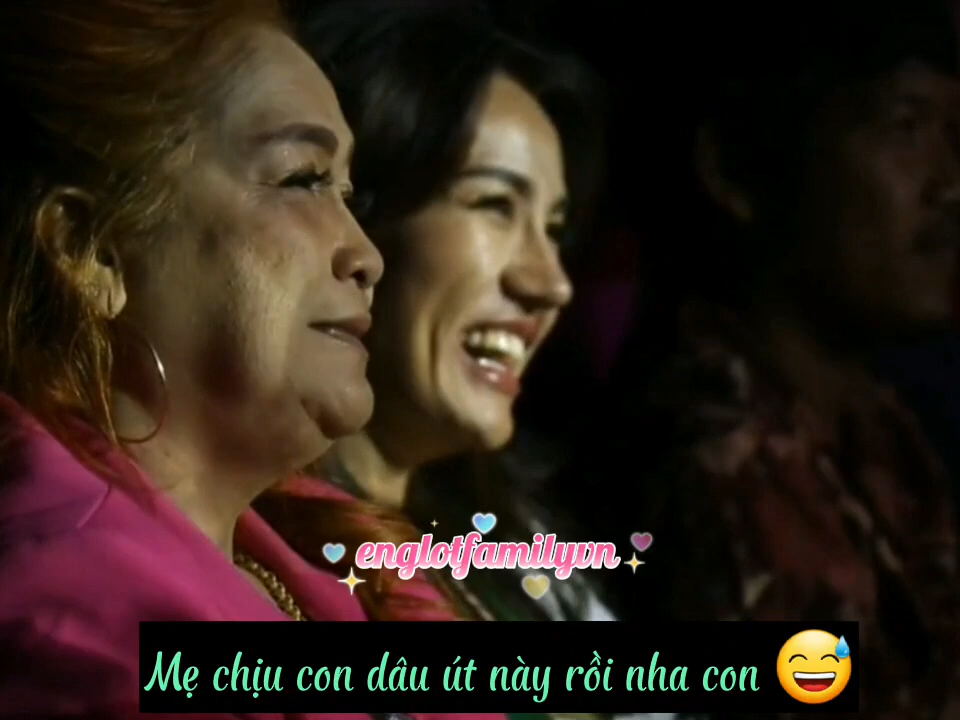 englotfamilyvn
Mẹ chịu con dâu út này rồi nha con 😅